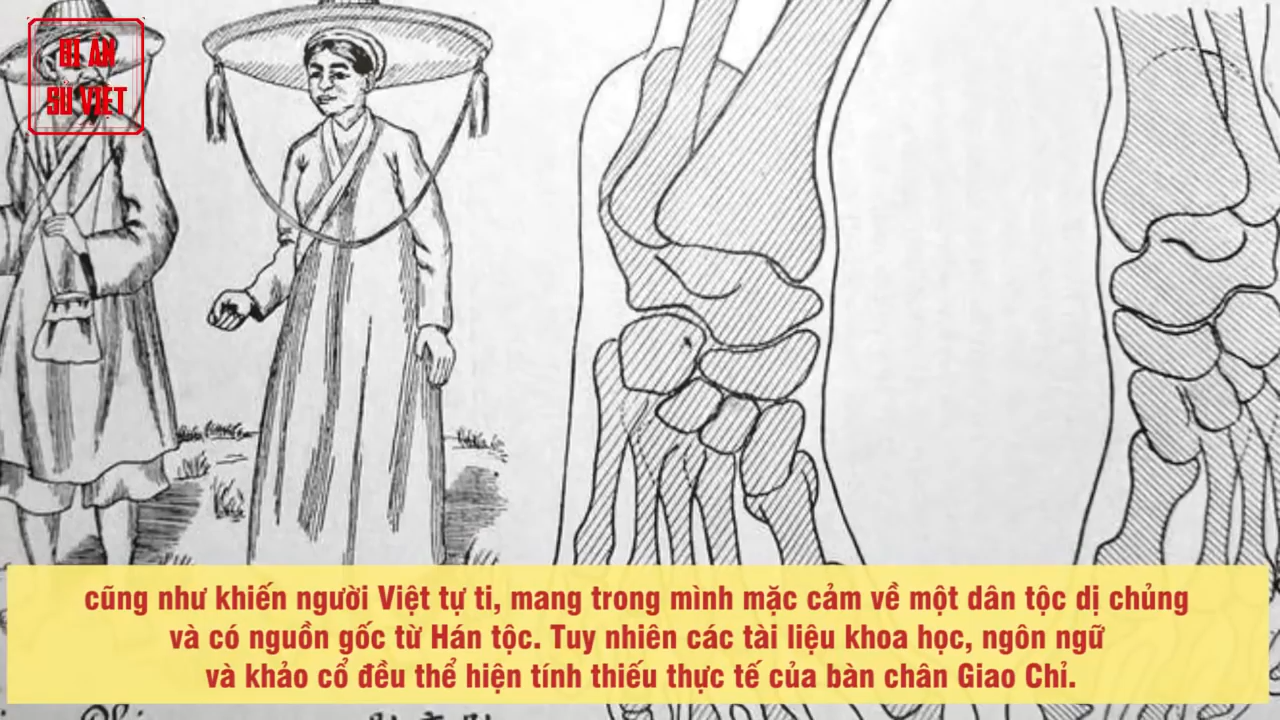 BÍ ẨN
SỬ VIỆT
cũng như khiến người Việt tự ti, mang trong mình mặc cảm về một dân tộc dị chủng
và có nguồn gốc từ Hán tộc. Tuy nhiên các tài liệu khoa học, ngôn ngữ
và khảo cổ đều thể hiện tính thiếu thực tế của bàn chân Giao Chỉ.